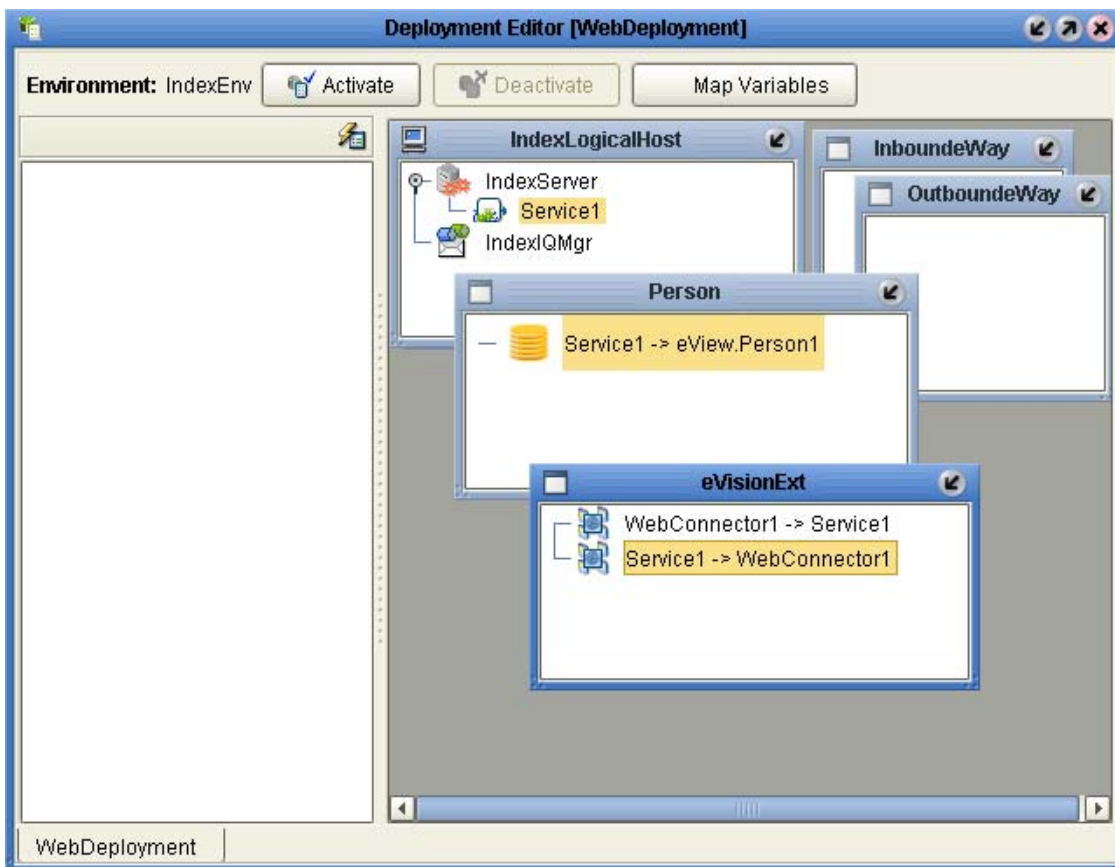 Deployment Editor [WebDeployment]
Environment: IndexEnv
Activate
Deactivate
Map Variables
IndexLogicalHost
IndexServer
Service1
IndexIQMgr
InboundeWay
OutboundeWay
Person
Service1 -> eView.Person1
eVisionExt
WebConnector1 -> Service1
Service1 -> WebConnector1
WebDeployment